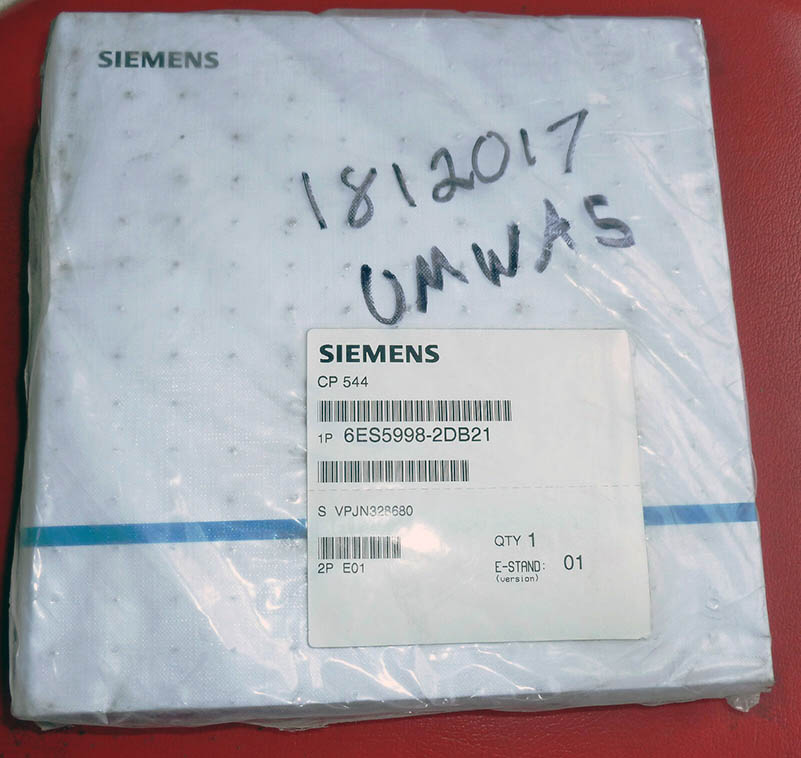 SIEMENS
1812017
UMWAS
SIEMENS
CP 544
1P 6ES5998-2DB21
S VPJN328680
QTY 1
2P E01
E-STAND: 01
(version)